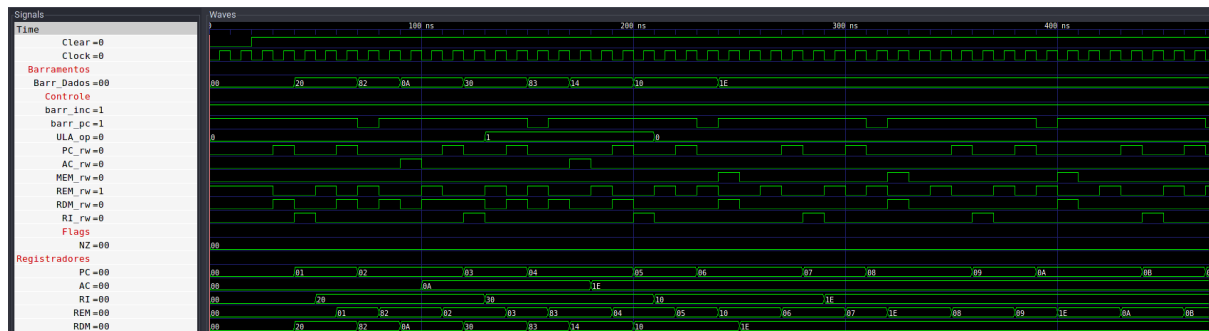 Signals Waves
Time 100 ns 200 ns 300 ns 400 ns
Clear=0
Clock=0
Barramentos
Barr_Dados=00 00 20 82 0A 30 83 14 10 1E
Controle
barr_inc=1
barr_pc=1
ULA_op=0 0 1 0
PC_rw=0
AC_rw=0
MEM_rw=0
REM_rw=1
RDM_rw=0
RI_rw=0
Flags
NZ=00 00
Registradores
PC=00 00 01 02 03 04 05 06 07 08 09 0A 0B
AC=00 00 0A 1E
RI=00 00 20 30 10 1E
REM=00 00 01 82 02 03 83 04 05 10 06 07 1E 08 09 1E 0A 0B
RDM=00 00 20 82 0A 30 83 14 10 1E